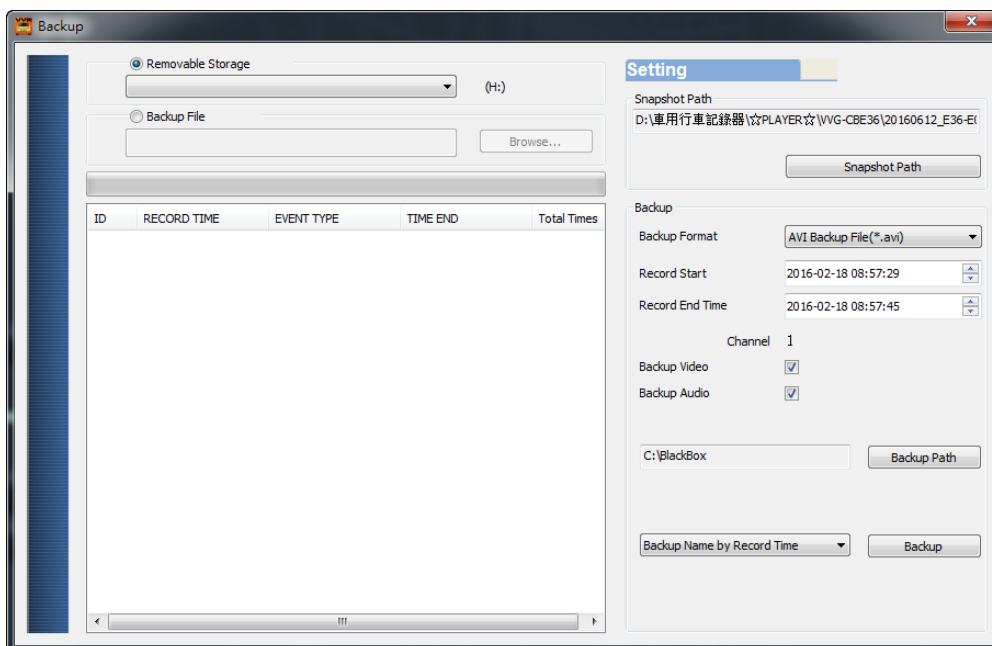 Backup
Removable Storage
(H:)
Backup File
Browse...
ID RECORD TIME EVENT TYPE TIME END Total Times
Setting
Snapshot Path
D:\車用行車記錄器\☆PLAYER☆\VVG-CBE36\20160612_E36-E(
Snapshot Path
Backup
Backup Format AVI Backup File(*.avi)
Record Start 2016-02-18 08:57:29
Record End Time 2016-02-18 08:57:45
Channel 1
Backup Video
Backup Audio
C:\BlackBox Backup Path
Backup Name by Record Time Backup